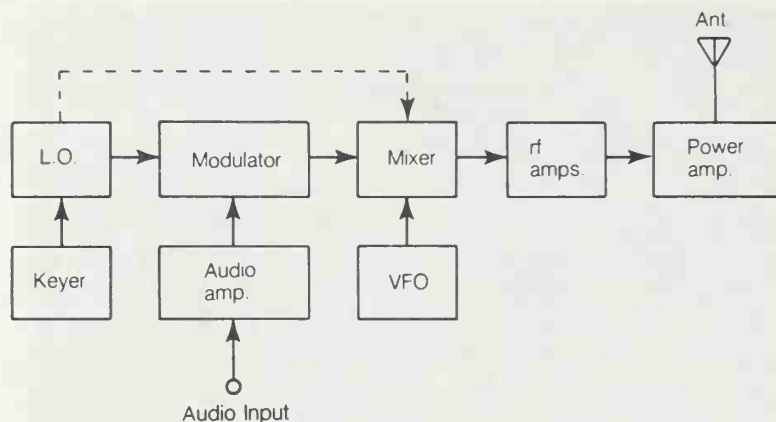 Ant.
L.O.
Modulator
Mixer
rf
amps.
Power
amp.
Keyer
Audio
amp.
VFO
Audio Input